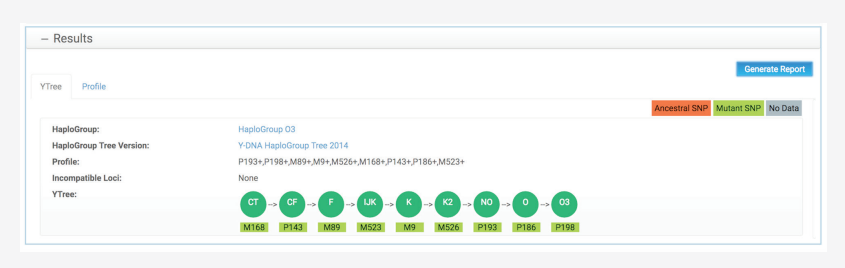 – Results
Generate Report
YTree Profile
Ancestral SNP Mutant SNP No Data
HaploGroup: HaploGroup O3
HaploGroup Tree Version: Y-DNA HaploGroup Tree 2014
Profile: P193+,P198+,M89+,M9+,M526+,M168+,P143+,P186+,M523+
Incompatible Loci: None
YTree: CT --> CF --> F --> IJK --> K --> K2 --> NO --> O --> O3
M168 P143 M89 M523 M9 M526 P193 P186 P198